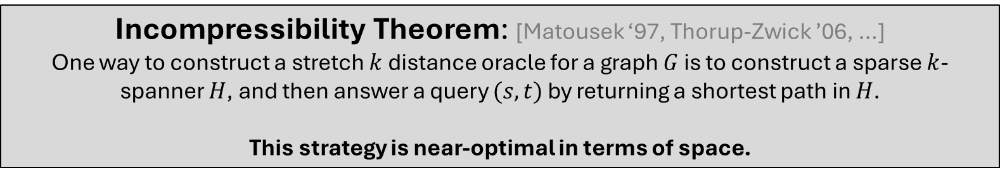 Incompressibility Theorem: [Matousek ‘97, Thorup-Zwick ’06, ...]
One way to construct a stretch k distance oracle for a graph G is to construct a sparse k-
spanner H, and then answer a query (s, t) by returning a shortest path in H.
This strategy is near-optimal in terms of space.